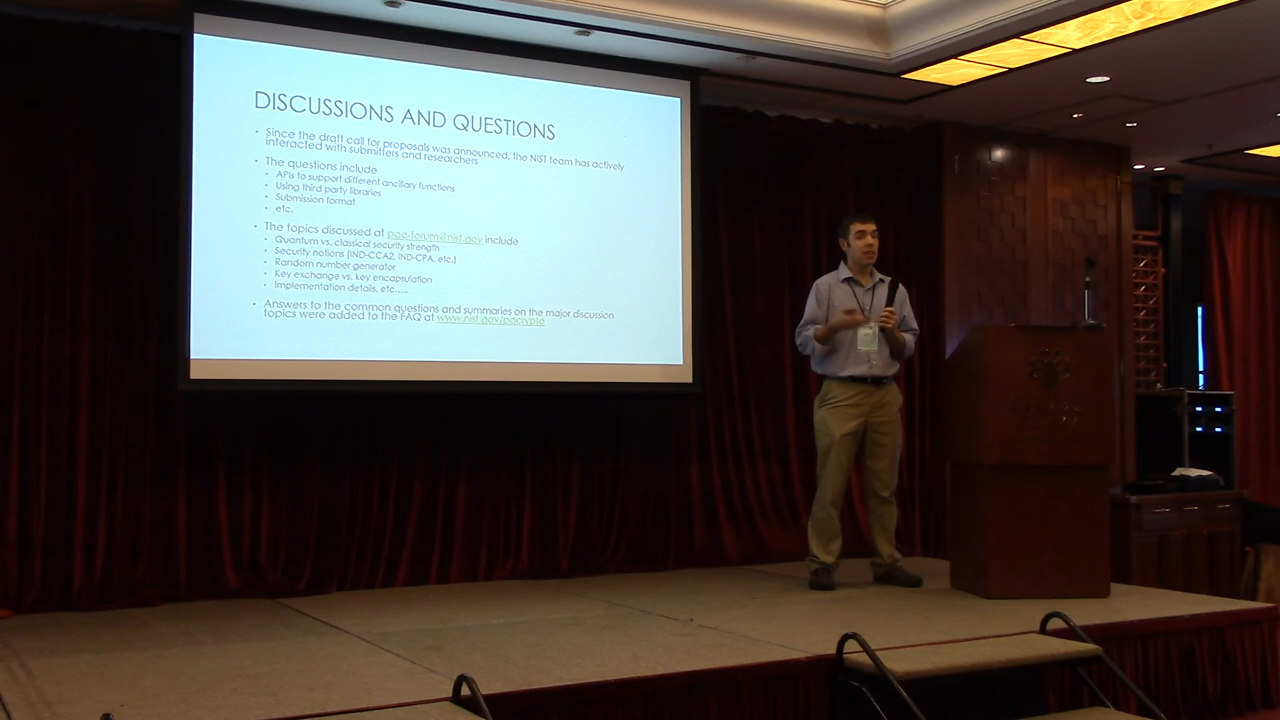 DISCUSSIONS AND QUESTIONS
Since the draft call for proposals was announced, the NIST team has actively
interacted with submitters and researchers
The questions include
APIs to support different ancillary functions
Using third party libraries
Submission format
etc.
The topics discussed at pqc-forum@nist.gov include
Quantum vs. classical security strength
Security notions (IND-CCA2, IND-CPA, etc.)
Random number generator
Key exchange vs. key encapsulation
Implementation details, etc.....
Answers to the common questions and summaries on the major discussion
topics were added to the FAQ at www.nist.gov/pqcrypto